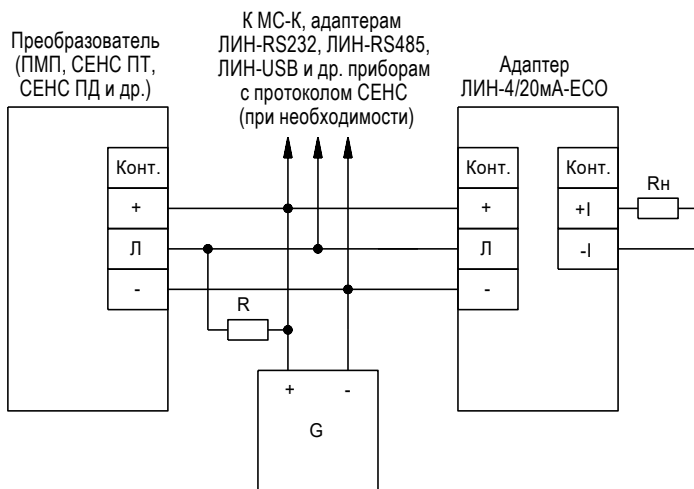 К МС-К, адаптерам
ЛИН-RS232, ЛИН-RS485,
ЛИН-USB и др. приборам
с протоколом СЕНС
(при необходимости)
Преобразователь
(ПМП, СЕНС ПТ,
СЕНС ПД и др.)
Адаптер
ЛИН-4/20мА-ECO
Конт.
+
Л
-
Конт.
+
Л
-
Конт.
+I
-I
Rн
R
+ -
G